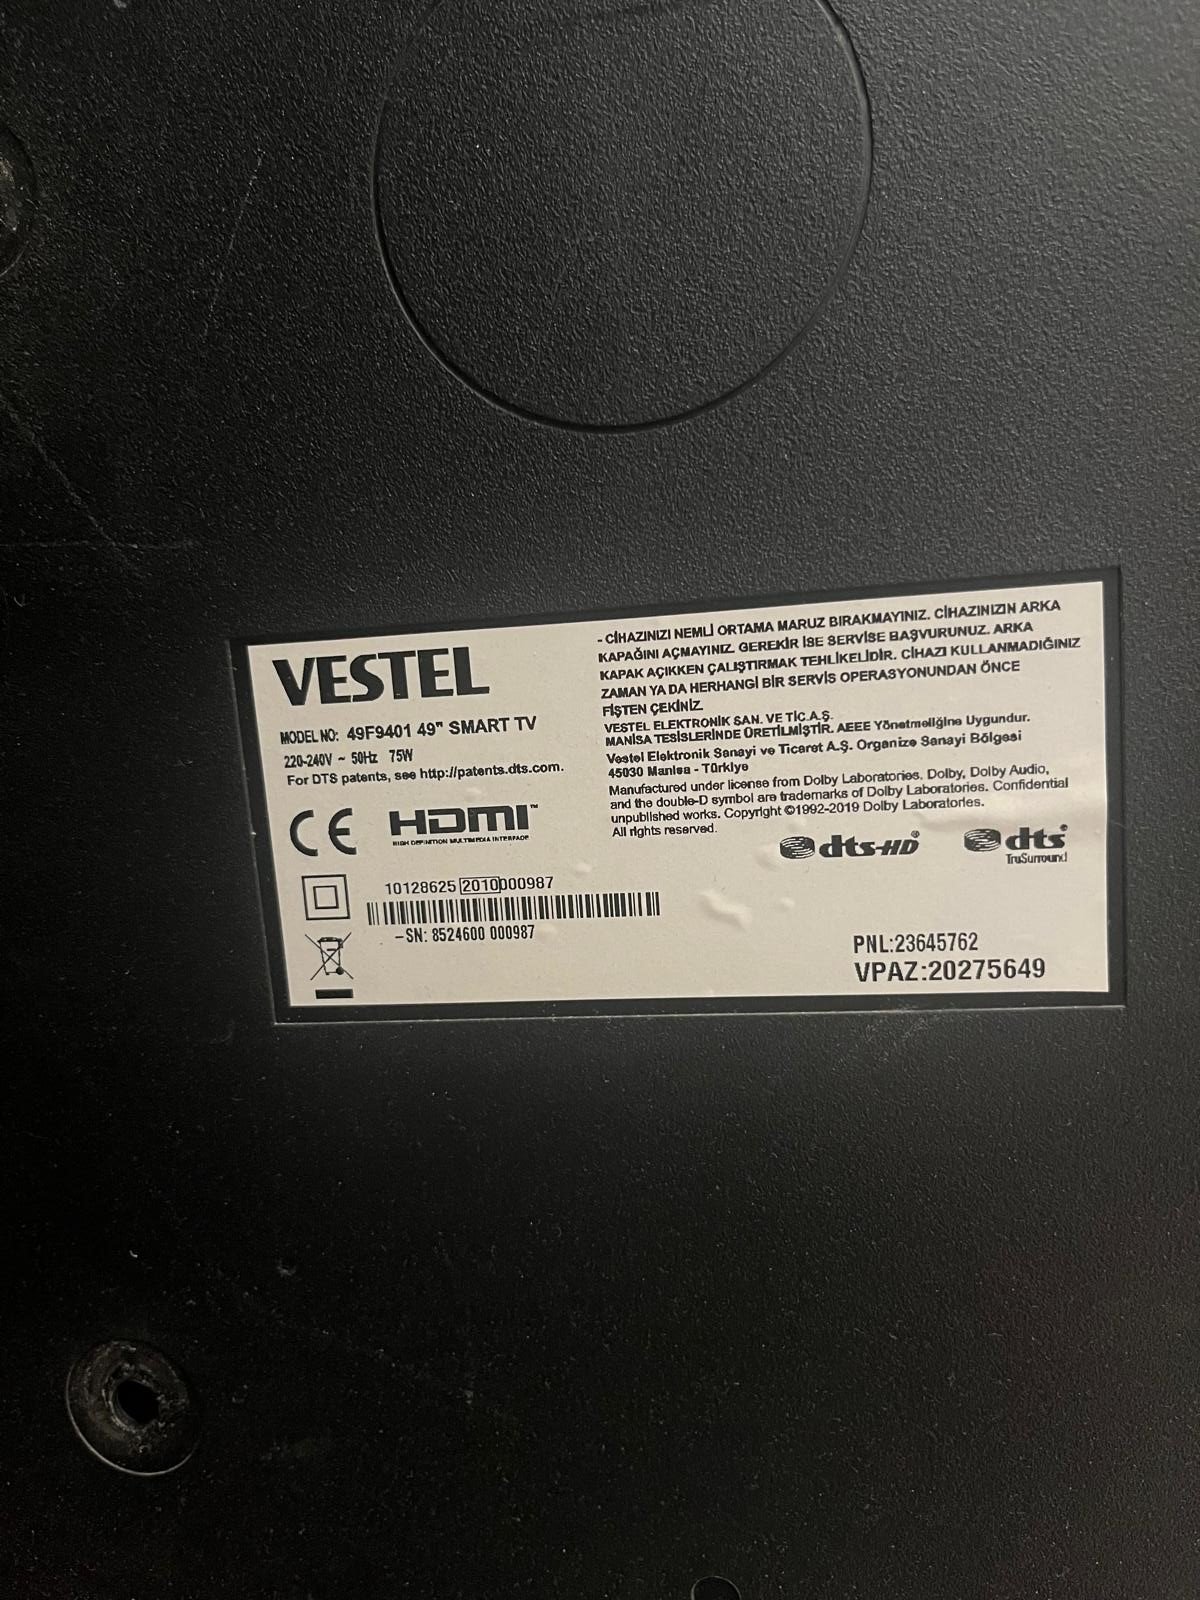 VESTEL
MODEL NO: 49F9401 49" SMART TV
220-240V ~ 50Hz 75W
For DTS patents, see http://patents.dts.com.
CE
HDMI™
HIGH DEFINITION MULTIMEDIA INTERFACE
10128625 2010000987
-SN: 8524600 000987
- CİHAZINIZI NEMLİ ORTAMA MARUZ BIRAKMAYINIZ. CİHAZINIZIN ARKA
KAPAĞINI AÇMAYINIZ. GEREKİR İSE SERVİSE BAŞVURUNUZ. ARKA
KAPAK AÇIKKEN ÇALIŞTIRMAK TEHLİKELİDİR. CİHAZI KULLANMADIĞINIZ
ZAMAN YA DA HERHANGİ BİR SERVİS OPERASYONUNDAN ÖNCE
FİŞTEN ÇEKİNİZ.
VESTEL ELEKTRONİK SAN. VE TİC.A.Ş.
MANİSA TESİSLERİNDE ÜRETİLMİŞTİR. AEEE Yönetmeliğine Uygundur.
Vestel Elektronik Sanayi ve Ticaret A.Ş. Organize Sanayi Bölgesi
45030 Manisa - Türkiye
Manufactured under license from Dolby Laboratories. Dolby, Dolby Audio,
and the double-D symbol are trademarks of Dolby Laboratories. Confidential
unpublished works. Copyright ©1992-2019 Dolby Laboratories.
All rights reserved.
dts-HD®
dts®
TruSurround
PNL:23645762
VPAZ:20275649